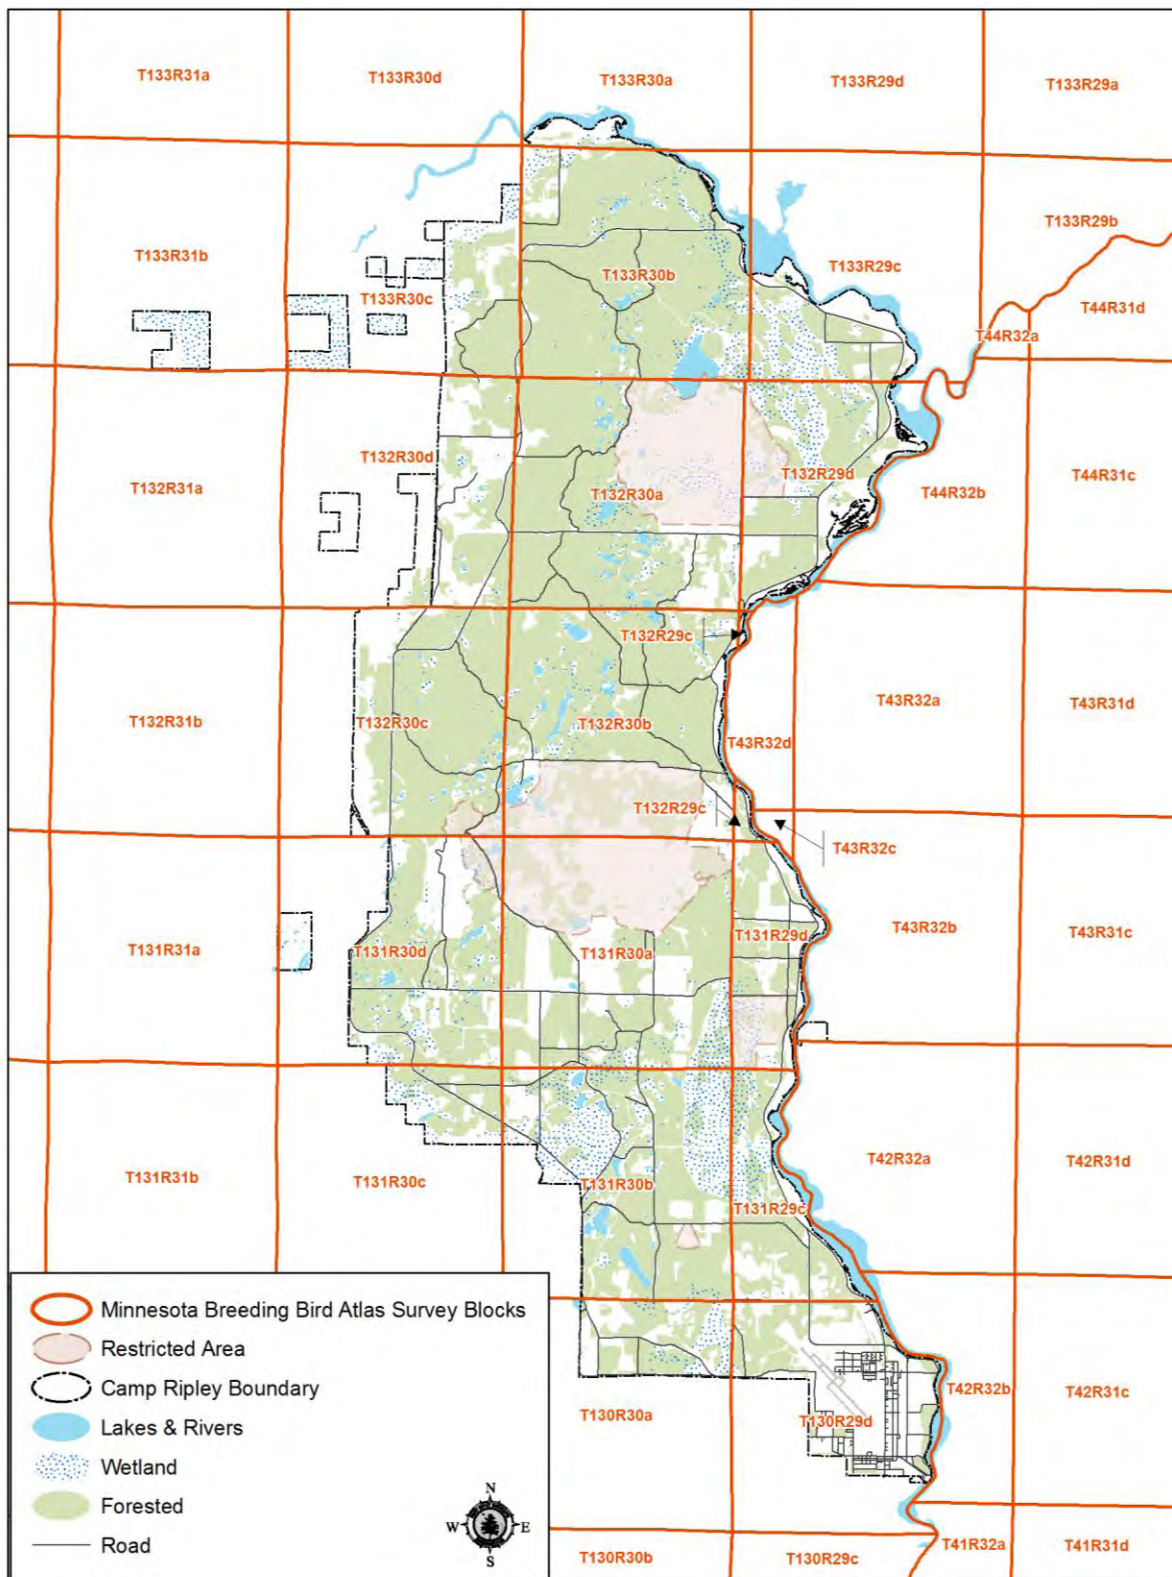 T133R31a
T133R30d
T133R30a
T133R29d
T133R29a
T133R31b
T133R30c
T133R30b
T133R29c
T133R29b
T44R31d
T44R32a
T132R31a
T132R30d
T132R30a
T132R29d
T44R32b
T44R31c
T132R29c
T132R31b
T132R30c
T132R30b
T43R32d
T43R32a
T43R31d
T132R29c
T43R32c
T131R31a
T131R30d
T131R30a
T131R29d
T43R32b
T43R31c
T131R31b
T131R30c
T131R30b
T131R29c
T42R32a
T42R31d
T130R30a
T130R29d
T42R32b
T42R31c
T130R30b
T130R29c
T41R32a
T41R31d
Minnesota Breeding Bird Atlas Survey Blocks
Restricted Area
Camp Ripley Boundary
Lakes & Rivers
Wetland
Forested
Road
N
W E
S